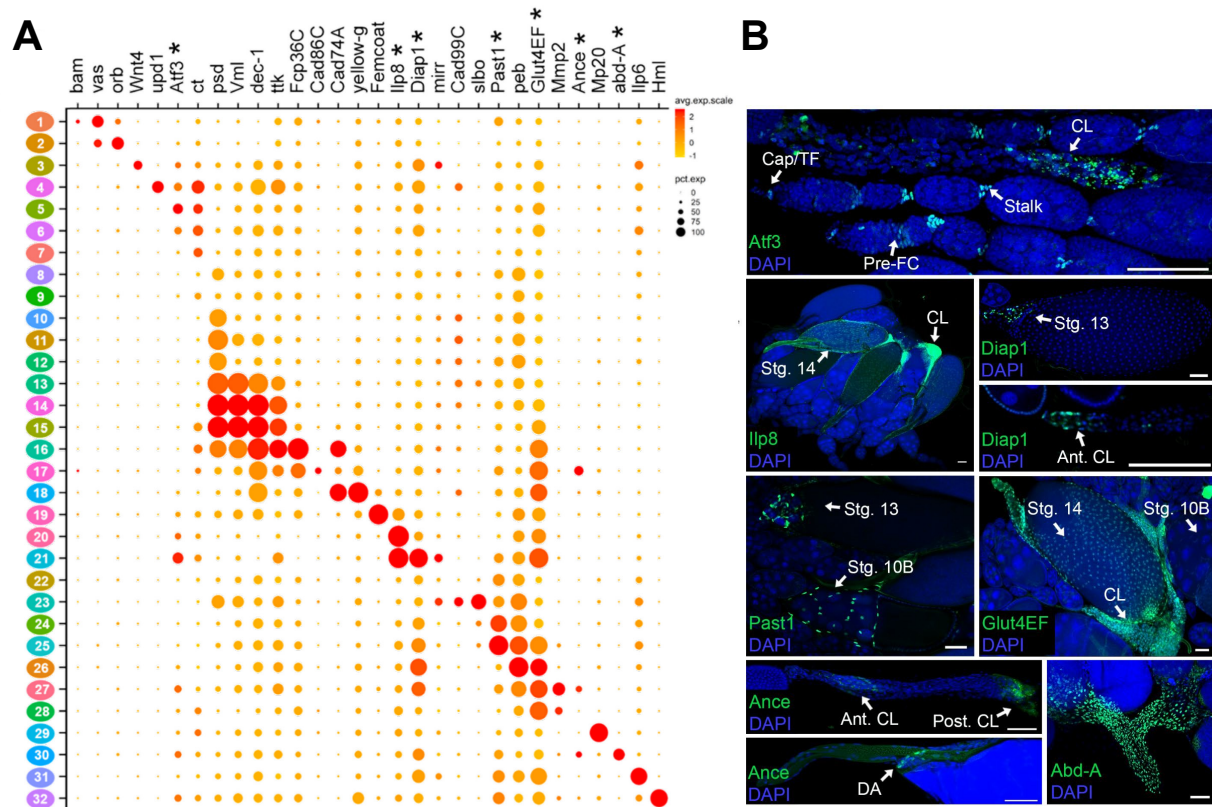 A
B
bam
vas
orb
Wnt4
upd1
Atf3 *
ct
psd
Vml
dec-1
ttk
Fcp36C
Cad86C
Cad74A
yellow-g
Femcoat
Ilp8 *
Diap1 *
mirr
Cad99C
slbo
Past1 *
peb
Glut4EF *
Mmp2
Ance *
Mp20
abd-A *
Ilp6
Hml
avg.exp.scale
2
1
0
-1
pct.exp
0
25
50
75
100
1
2
3
4
5
6
7
8
9
10
11
12
13
14
15
16
17
18
19
20
21
22
23
24
25
26
27
28
29
30
31
32
CL
Cap/TF
Stalk
Pre-FC
Atf3
DAPI
CL
Stg. 14
Ilp8
DAPI
Stg. 13
Diap1
DAPI
Diap1
Ant. CL
DAPI
Stg. 13
Stg. 10B
Past1
DAPI
Stg. 14
Stg. 10B
CL
Glut4EF
DAPI
Ance
DAPI
Ant. CL
Post. CL
Ance
DAPI
DA
Abd-A
DAPI